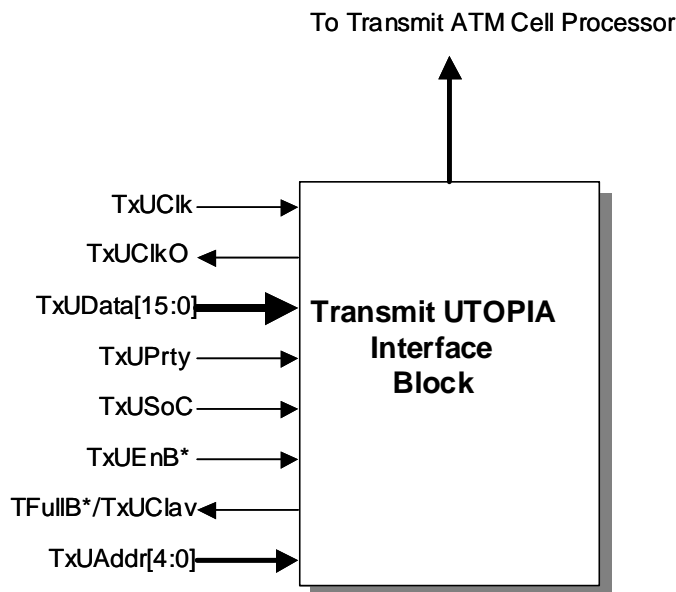 To Transmit ATM Cell Processor
TxUClk
TxUClkO
TxUData[15:0]
TxUPrty
TxUSoC
TxUEnB*
TFullB*/TxUClav
TxUAddr[4:0]
Transmit UTOPIA
Interface
Block